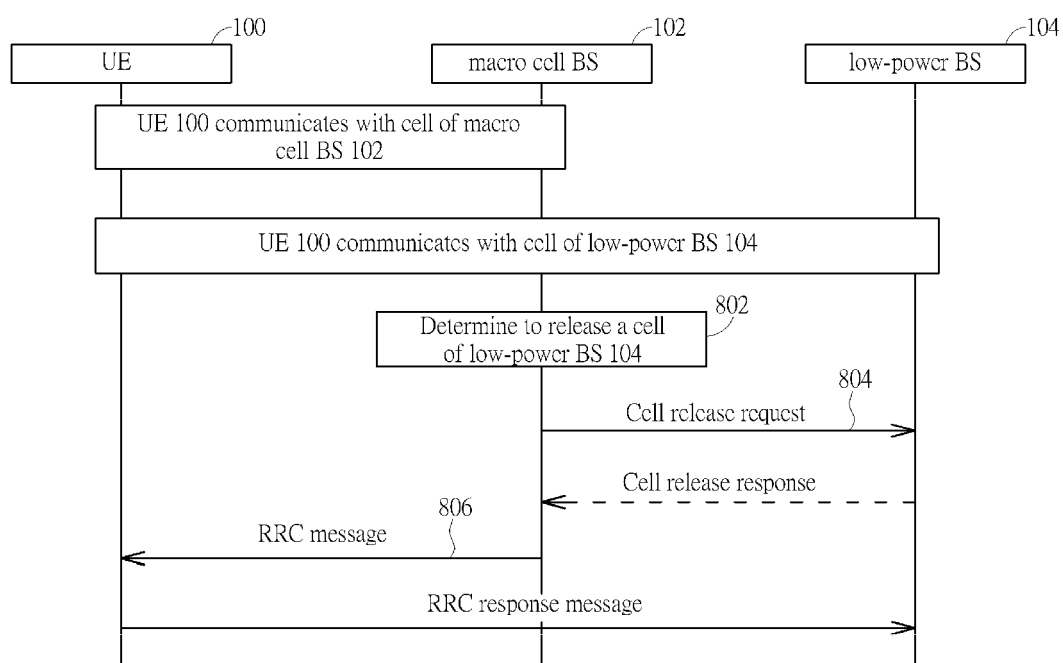 100
102
104
UE
macro cell BS
low-power BS
UE 100 communicates with cell of macro
cell BS 102
UE 100 communicates with cell of low-power BS 104
802
Determine to release a cell
of low-power BS 104
804
Cell release request
Cell release response
806
RRC message
RRC response message